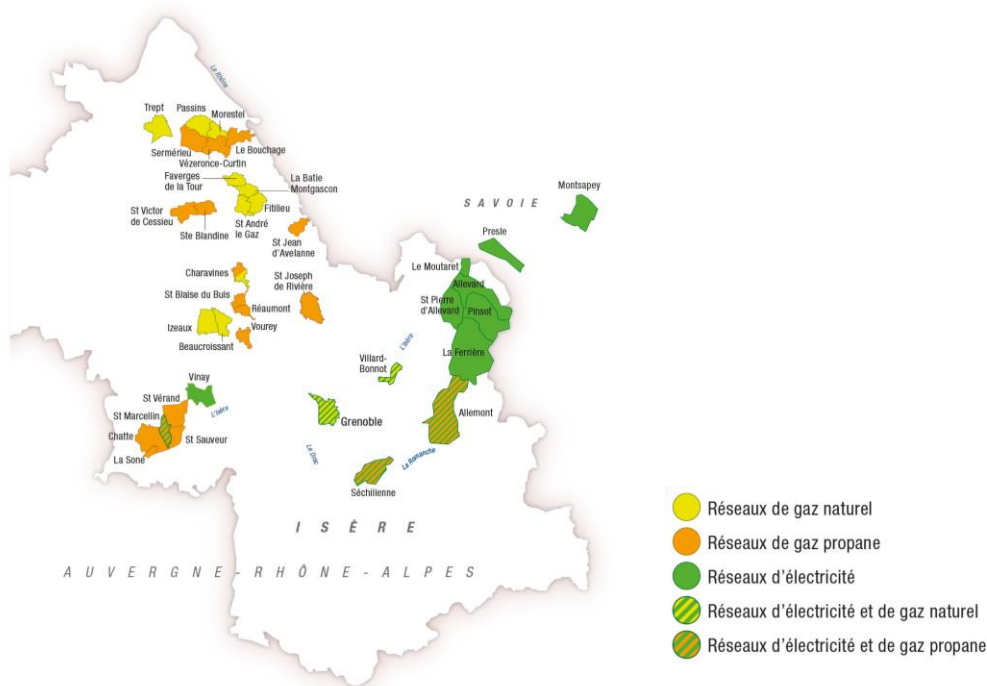 Le Rhône
Trept
Passins
Morestel
Sermérieu
Le Bouchage
Vézeronce-Curtin
Faverges
de la Tour
La Batie
Montgascon
St Victor
de Cessieu
Ste Blandine
St André
le Gaz
Fitilieu
St Jean
d'Avelanne
Montsapey
SAVOIE
Presle
Le Moutaret
Allevard
St Pierre
d'Allevard
Pinsot
La Ferrière
Charavines
St Joseph
de Rivière
St Blaise du Buis
Réaumont
Izeaux
Vourey
Beaucroissant
L'Isère
Villard-
Bonnot
Vinay
St Vérand
L'Isère
St Marcellin
Chatte
St Sauveur
La Sone
Grenoble
Allemont
Le Drac
La Romanche
Séchilienne
ISÈRE
AUVERGNE-RHÔNE-ALPES
Réseaux de gaz naturel
Réseaux de gaz propane
Réseaux d'électricité
Réseaux d'électricité et de gaz naturel
Réseaux d'électricité et de gaz propane